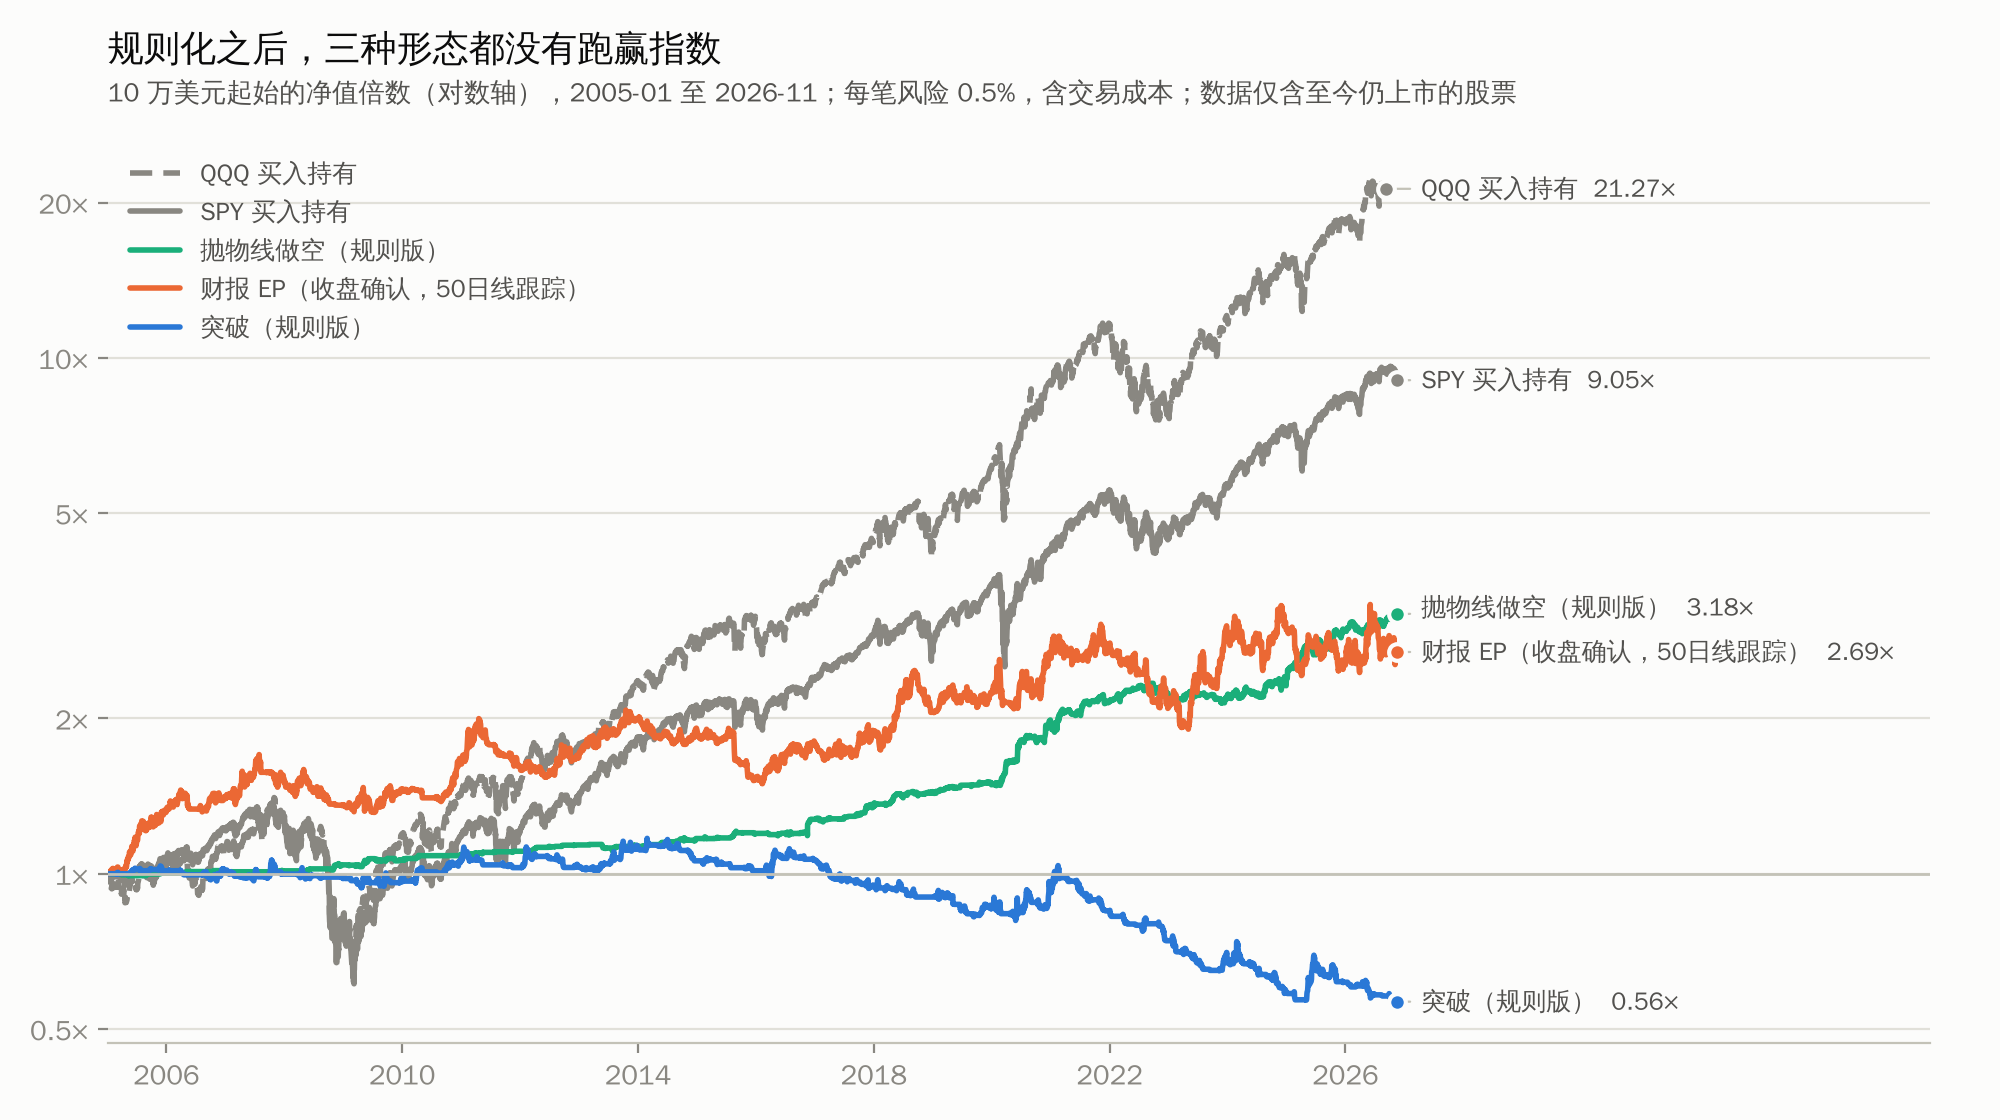 规则化之后，三种形态都没有跑赢指数
10 万美元起始的净值倍数（对数轴），2005-01 至 2026-11；每笔风险 0.5%，含交易成本；数据仅含至今仍上市的股票
QQQ 买入持有
SPY 买入持有
抛物线做空（规则版）
财报 EP（收盘确认，50日线跟踪）
突破（规则版）
20×
10×
5×
2×
1×
0.5×
QQQ 买入持有 21.27×
SPY 买入持有 9.05×
抛物线做空（规则版） 3.18×
财报 EP（收盘确认，50日线跟踪） 2.69×
突破（规则版） 0.56×
2006 2010 2014 2018 2022 2026